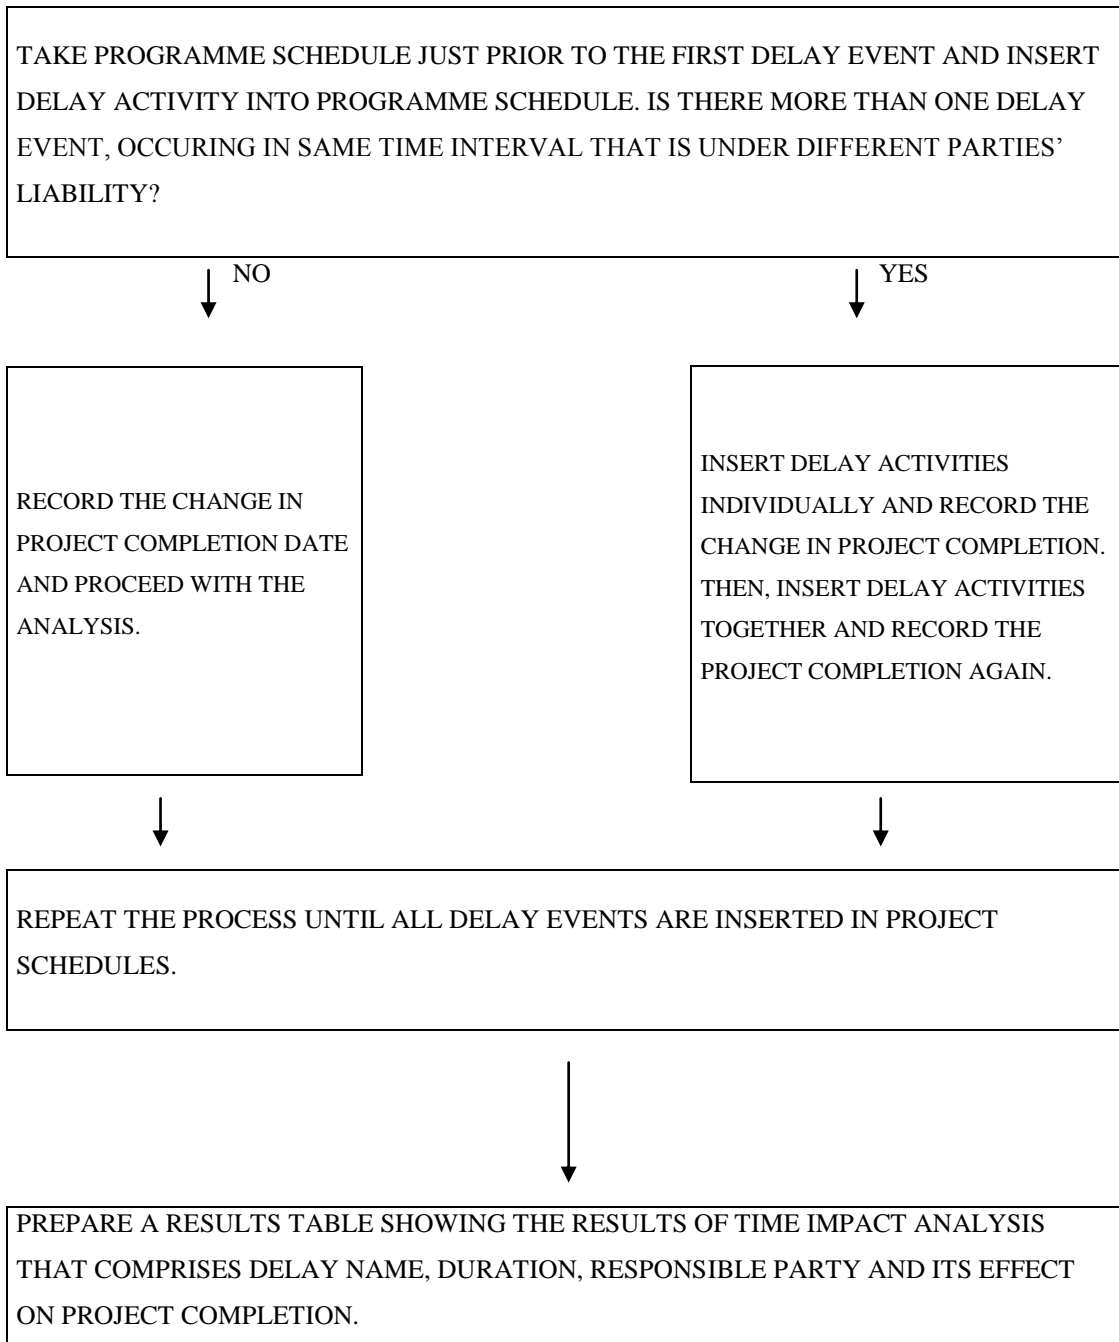 TAKE PROGRAMME SCHEDULE JUST PRIOR TO THE FIRST DELAY EVENT AND INSERT
DELAY ACTIVITY INTO PROGRAMME SCHEDULE. IS THERE MORE THAN ONE DELAY
EVENT, OCCURING IN SAME TIME INTERVAL THAT IS UNDER DIFFERENT PARTIES’
LIABILITY?
NO
YES
RECORD THE CHANGE IN
PROJECT COMPLETION DATE
AND PROCEED WITH THE
ANALYSIS.
INSERT DELAY ACTIVITIES
INDIVIDUALLY AND RECORD THE
CHANGE IN PROJECT COMPLETION.
THEN, INSERT DELAY ACTIVITIES
TOGETHER AND RECORD THE
PROJECT COMPLETION AGAIN.
REPEAT THE PROCESS UNTIL ALL DELAY EVENTS ARE INSERTED IN PROJECT
SCHEDULES.
PREPARE A RESULTS TABLE SHOWING THE RESULTS OF TIME IMPACT ANALYSIS
THAT COMPRISES DELAY NAME, DURATION, RESPONSIBLE PARTY AND ITS EFFECT
ON PROJECT COMPLETION.